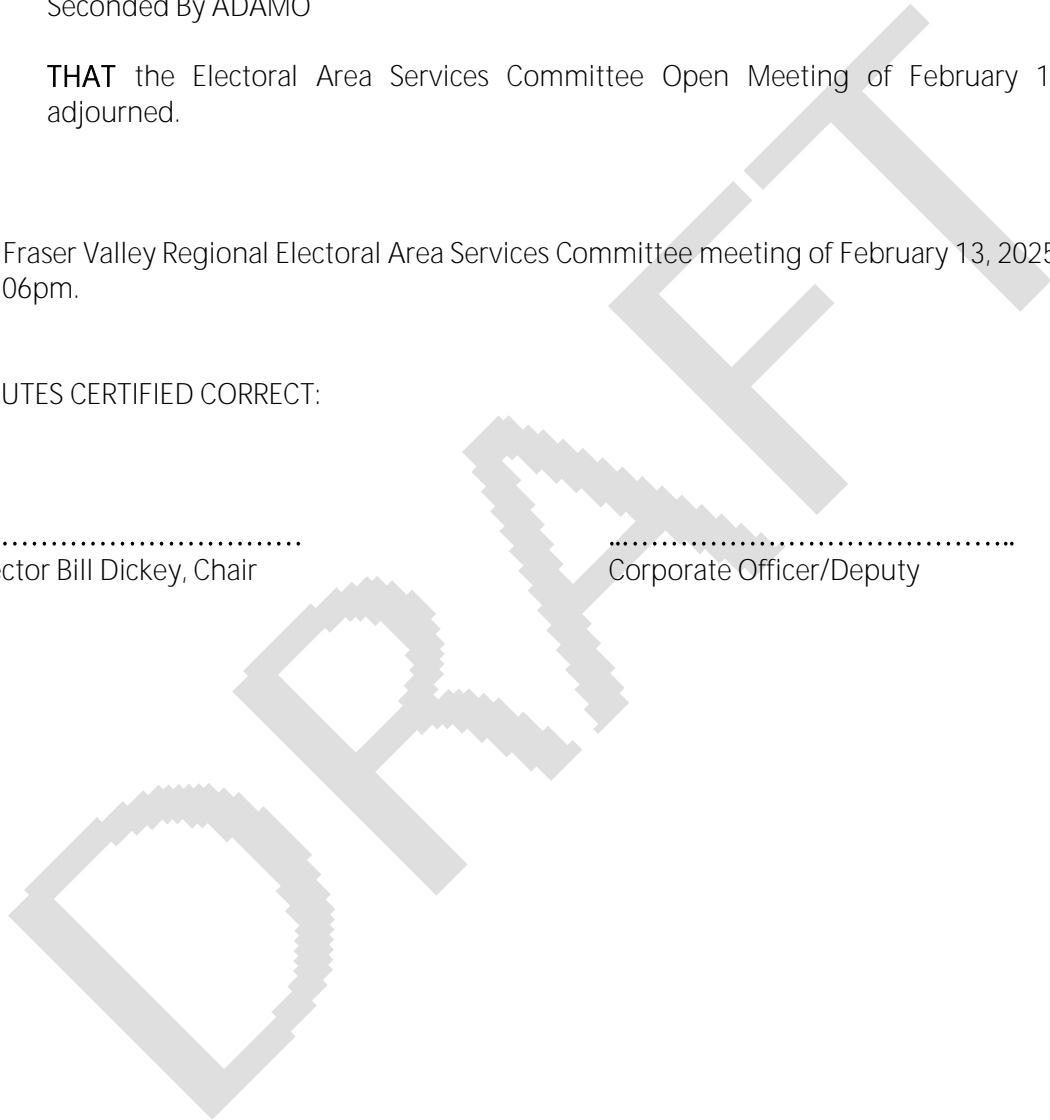 Seconded By ADAMO
THAT the Electoral Area Services Committee Open Meeting of February 1
adjourned.
Fraser Valley Regional Electoral Area Services Committee meeting of February 13, 2025
06pm.
UTES CERTIFIED CORRECT:
ctor Bill Dickey, Chair
Corporate Officer/Deputy
DRAFT